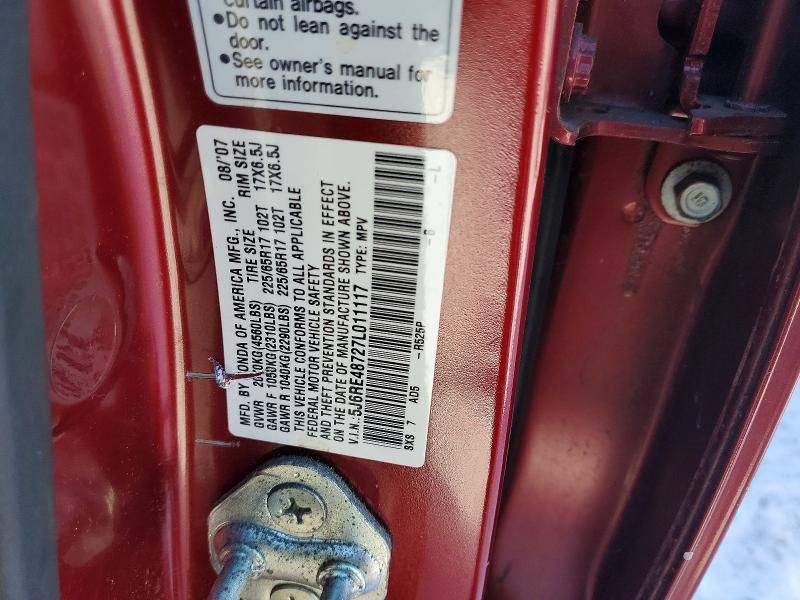 curtain airbags.
•Do not lean against the
door.
•See owner's manual for
more information.
MFD. BY HONDA OF AMERICA MFG., INC. 08/'07
GVWR 2070KG(4560LBS) TIRE SIZE RIM SIZE
GAWR F 1050KG(2310LBS) 225/65R17 102T 17X6.5J
GAWR R 1040KG(2290LBS) 225/65R17 102T 17X6.5J
THIS VEHICLE CONFORMS TO ALL APPLICABLE
FEDERAL MOTOR VEHICLE SAFETY
AND THEFT PREVENTION STANDARDS IN EFFECT
ON THE DATE OF MANUFACTURE SHOWN ABOVE.
V.I.N.: 5J6RE48727L011117 TYPE: MPV
SXS 7 AD5 -R525P -B -L